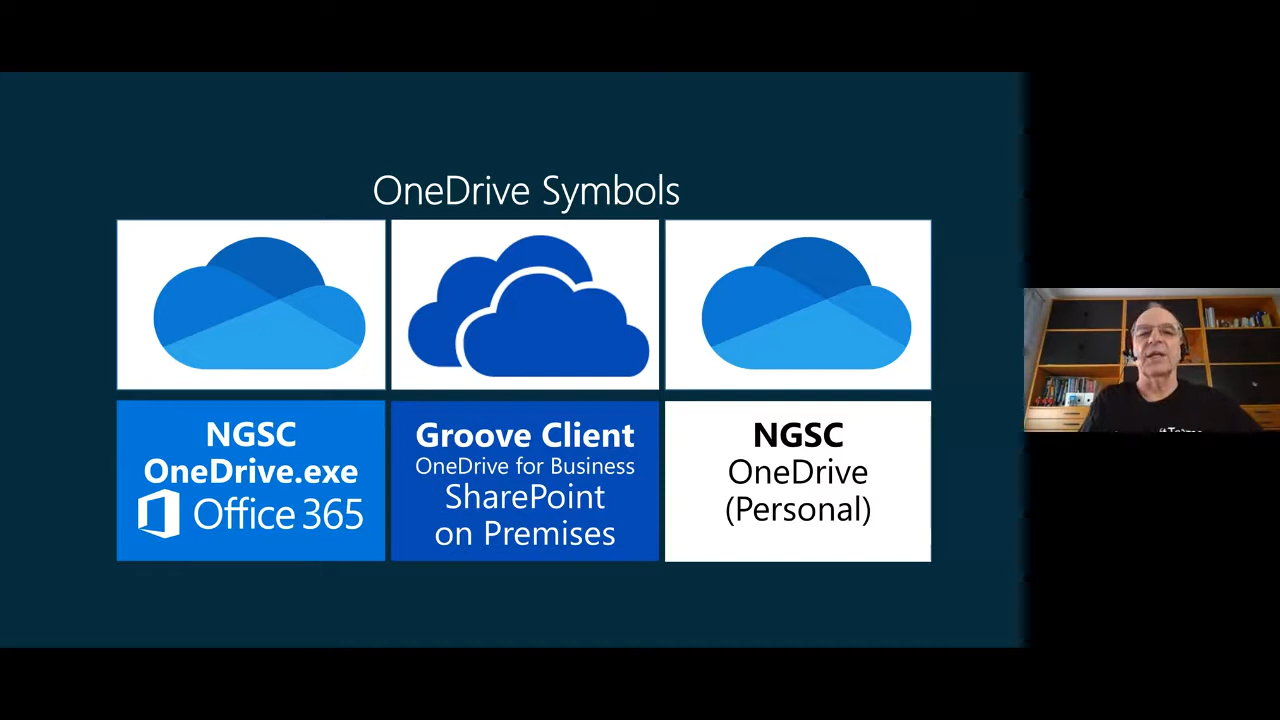 OneDrive Symbols
NGSC
OneDrive.exe
Office 365
Groove Client
OneDrive for Business
SharePoint
on Premises
NGSC
OneDrive
(Personal)